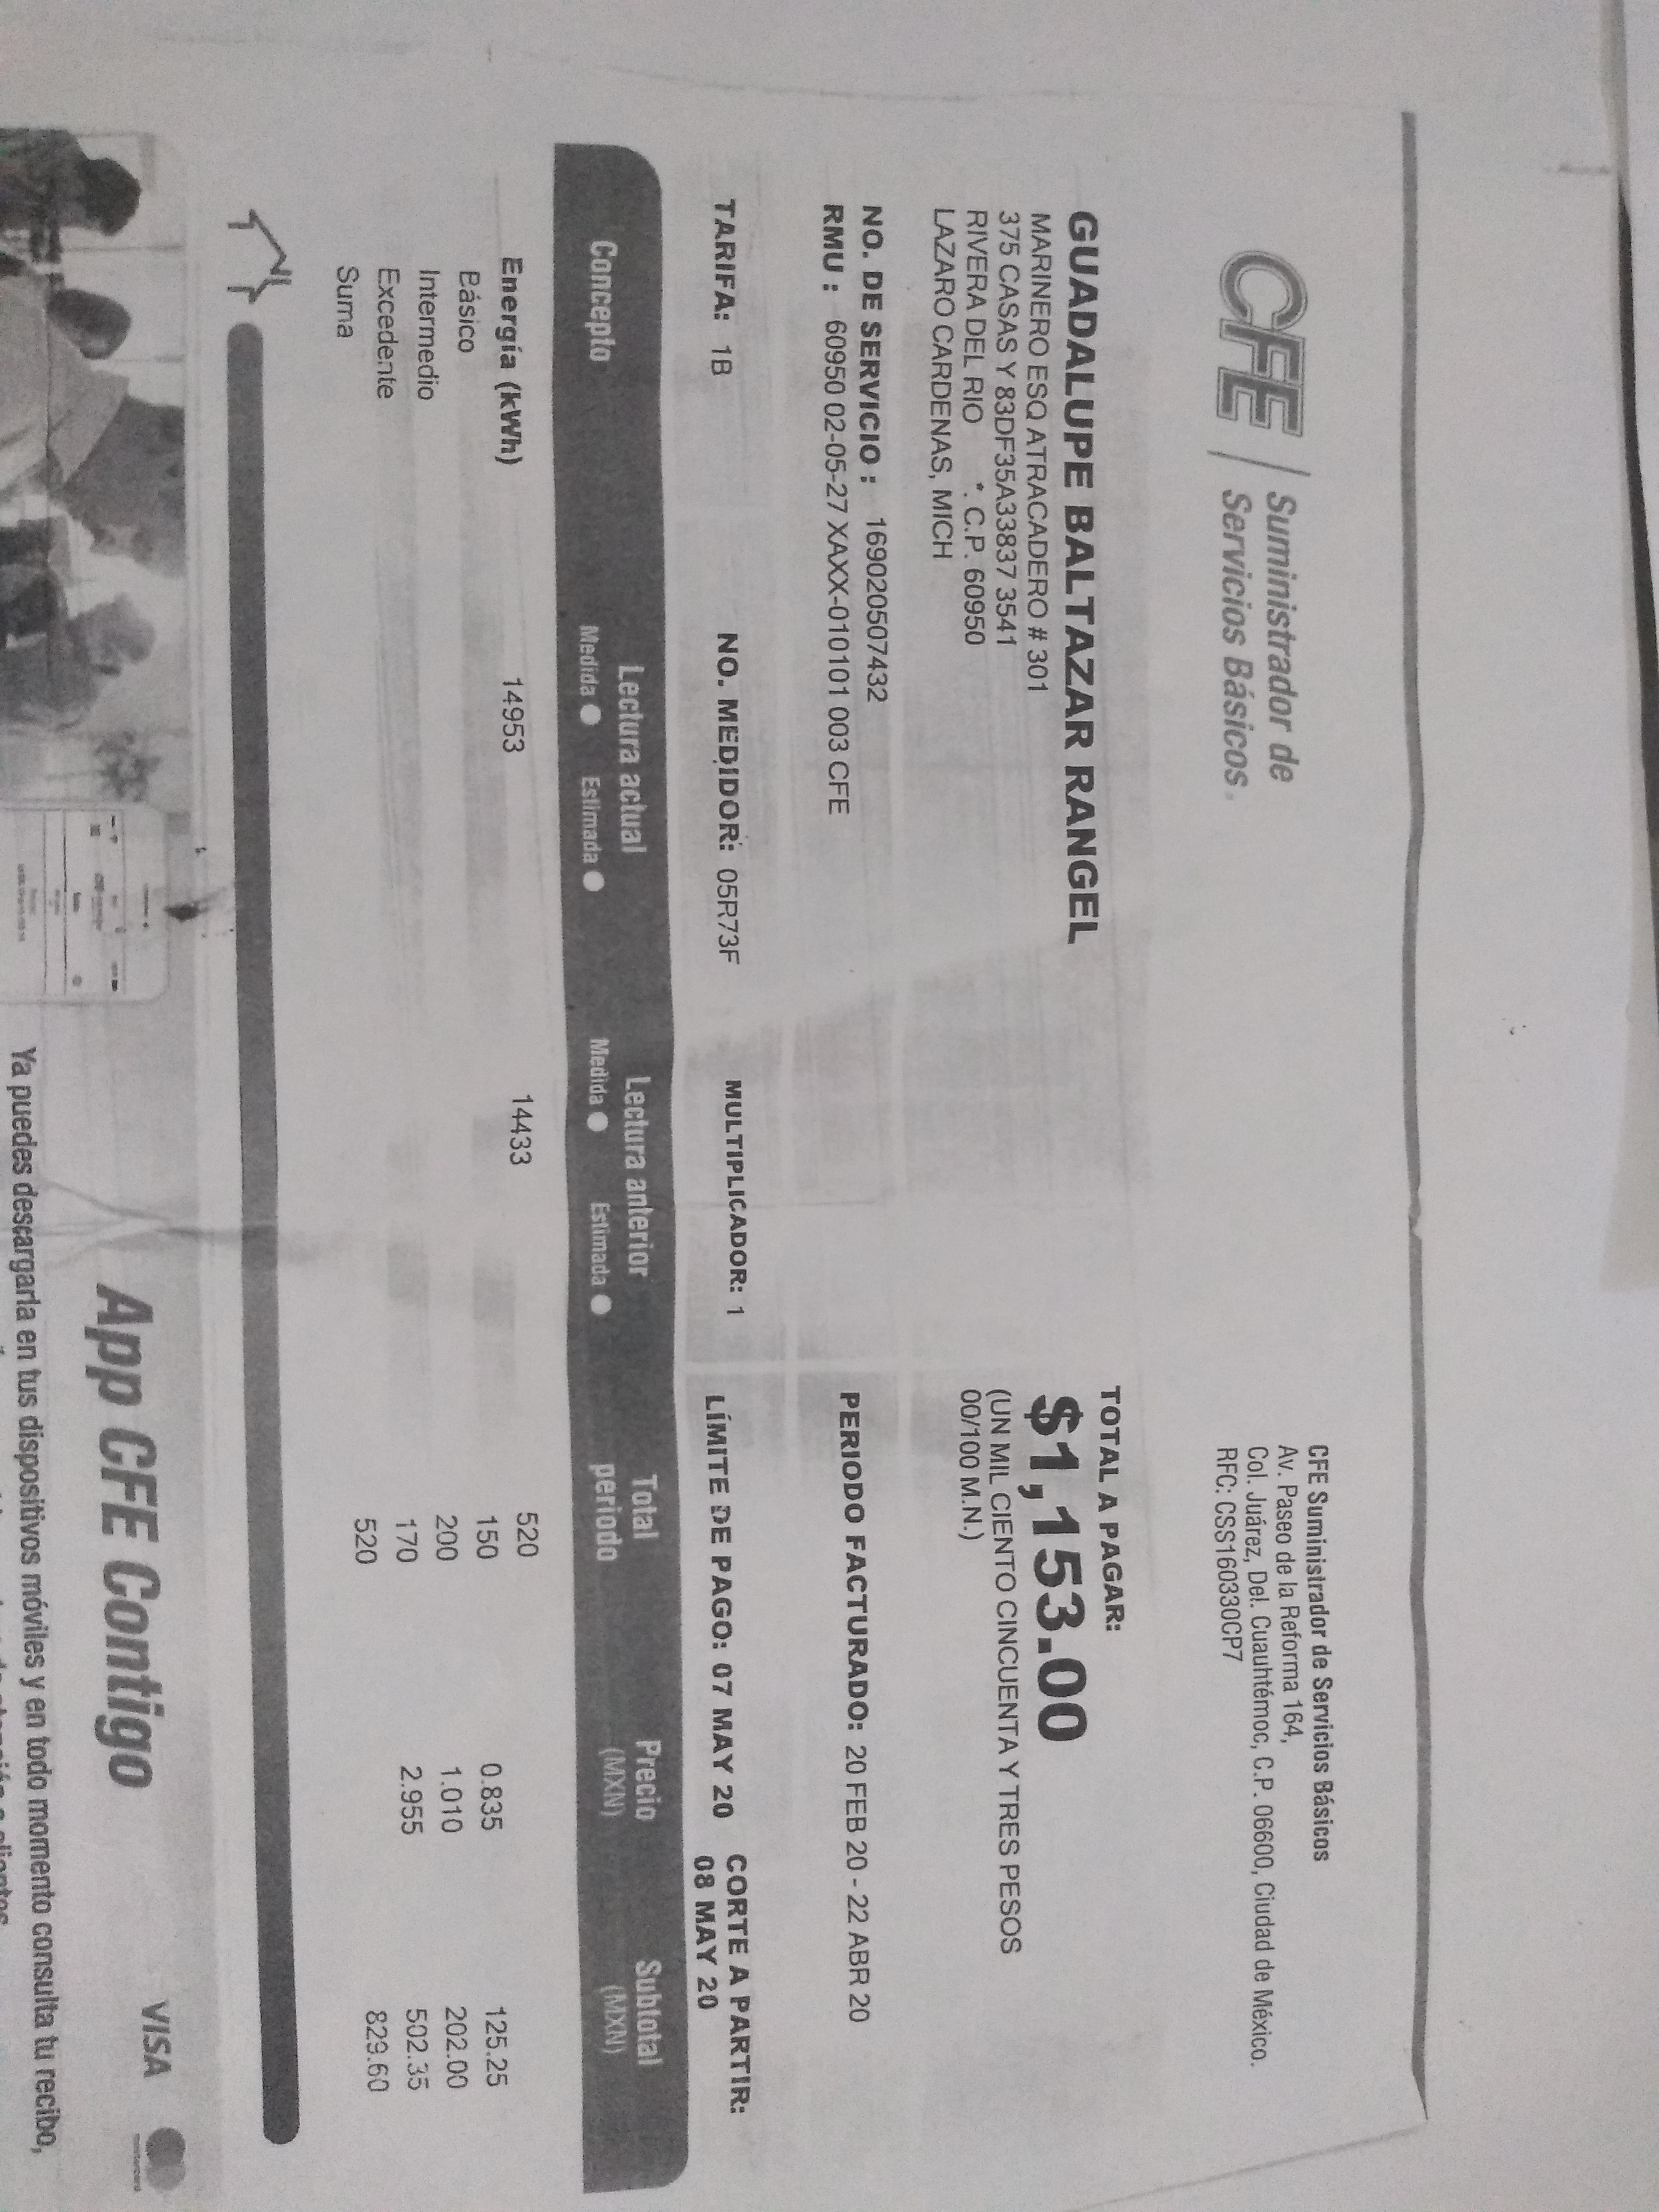 CFE Suministrador de
Servicios Básicos
CFE Suministrador de Servicios Básicos
Av. Paseo de la Reforma 164,
Col. Juárez, Del. Cuauhtémoc, C.P. 06600, Ciudad de México.
RFC: CSS160330CP7
GUADALUPE BALTAZAR RANGEL
MARINERO ESQ ATRACADERO # 301
375 CASAS Y 83DF35A33837 3541
RIVERA DEL RIO *. C.P. 60950
LAZARO CARDENAS, MICH
TOTAL A PAGAR:
$1,153.00
(UN MIL CIENTO CINCUENTA Y TRES PESOS
00/100 M.N.)
NO. DE SERVICIO : 169020507432
RMU : 60950 02-05-27 XAXX-010101 003 CFE
PERIODO FACTURADO: 20 FEB 20 - 22 ABR 20
TARIFA: 1B NO. MEDIDOR: 05R73F MULTIPLICADOR: 1
LÍMITE DE PAGO: 07 MAY 20
CORTE A PARTIR:
08 MAY 20
Concepto
Lectura actual
Medida Estimada
Lectura anterior
Medida Estimada
Total
periodo
Precio
(MXN)
Subtotal
(MXN)
Energía (kWh) 14953 14433 520
Básico 150 0.835 125.25
Intermedio 200 1.010 202.00
Excedente 170 2.955 502.35
Suma 520 829.60
App CFE Contigo
VISA
Ya puedes descargarla en tus dispositivos móviles y en todo momento consulta tu recibo,